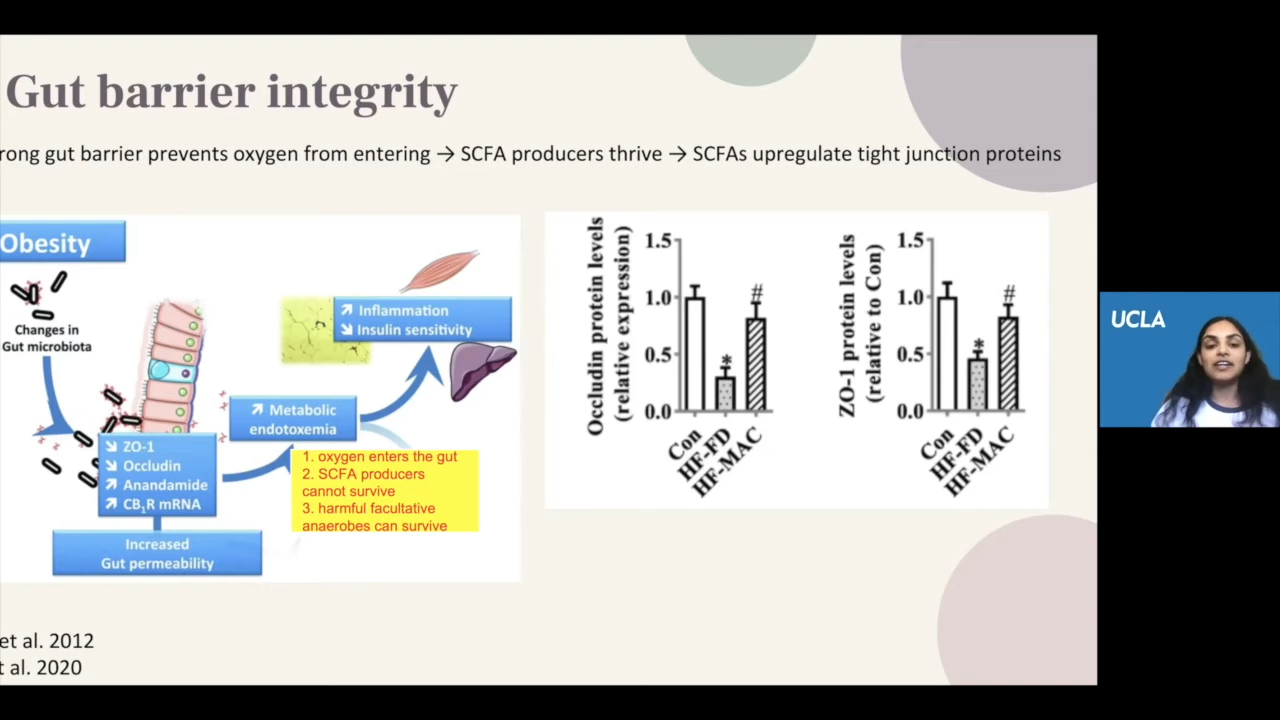 Gut barrier integrity
rong gut barrier prevents oxygen from entering → SCFA producers thrive → SCFAs upregulate tight junction proteins
Obesity
Changes in
Gut microbiota
↘ ZO-1
↘ Occludin
↗ Anandamide
↗ CB1R mRNA
Increased
Gut permeability
↗ Metabolic
endotoxemia
↗ Inflammation
↘ Insulin sensitivity
1. oxygen enters the gut
2. SCFA producers
cannot survive
3. harmful facultative
anaerobes can survive
Occludin protein levels
(relative expression)
1.5
1.0
0.5
0.0
*
#
Con
HF-FD
HF-MAC
ZO-1 protein levels
(relative to Con)
1.5
1.0
0.5
0.0
*
#
Con
HF-FD
HF-MAC
et al. 2012
t al. 2020
UCLA